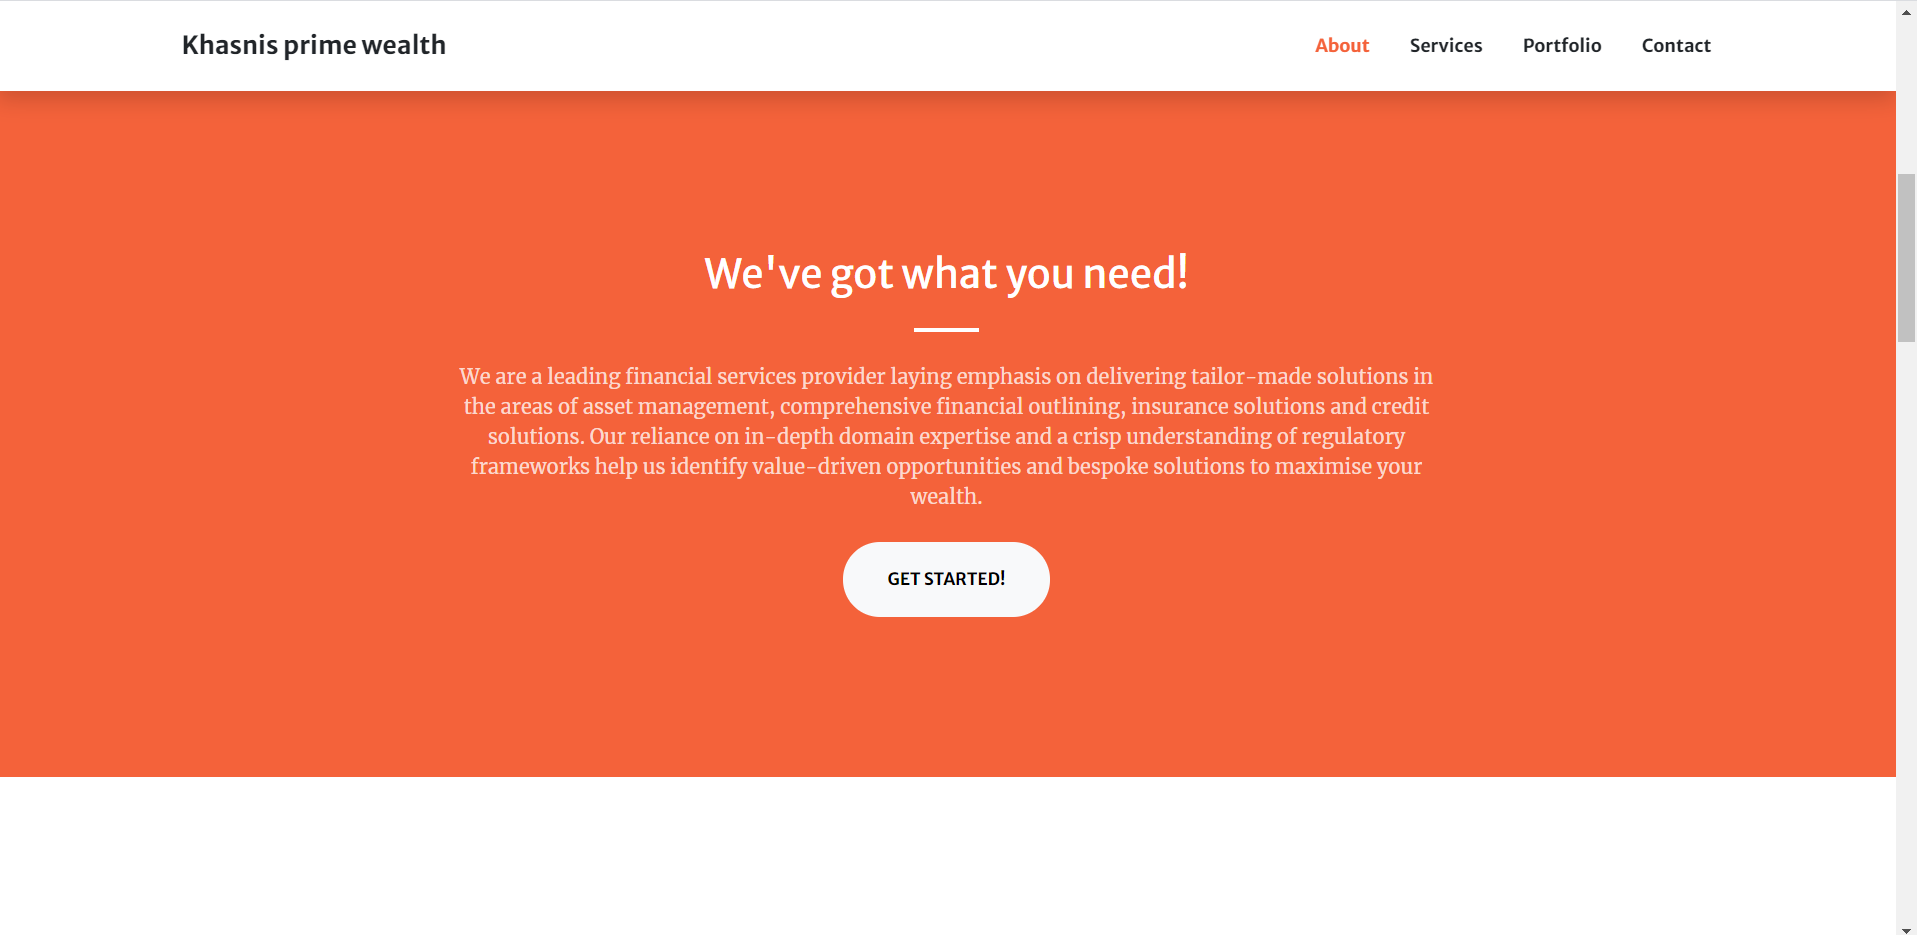 Khasnis prime wealth
About Services Portfolio Contact
We've got what you need!
We are a leading financial services provider laying emphasis on delivering tailor-made solutions in
the areas of asset management, comprehensive financial outlining, insurance solutions and credit
solutions. Our reliance on in-depth domain expertise and a crisp understanding of regulatory
frameworks help us identify value-driven opportunities and bespoke solutions to maximise your
wealth.
GET STARTED!